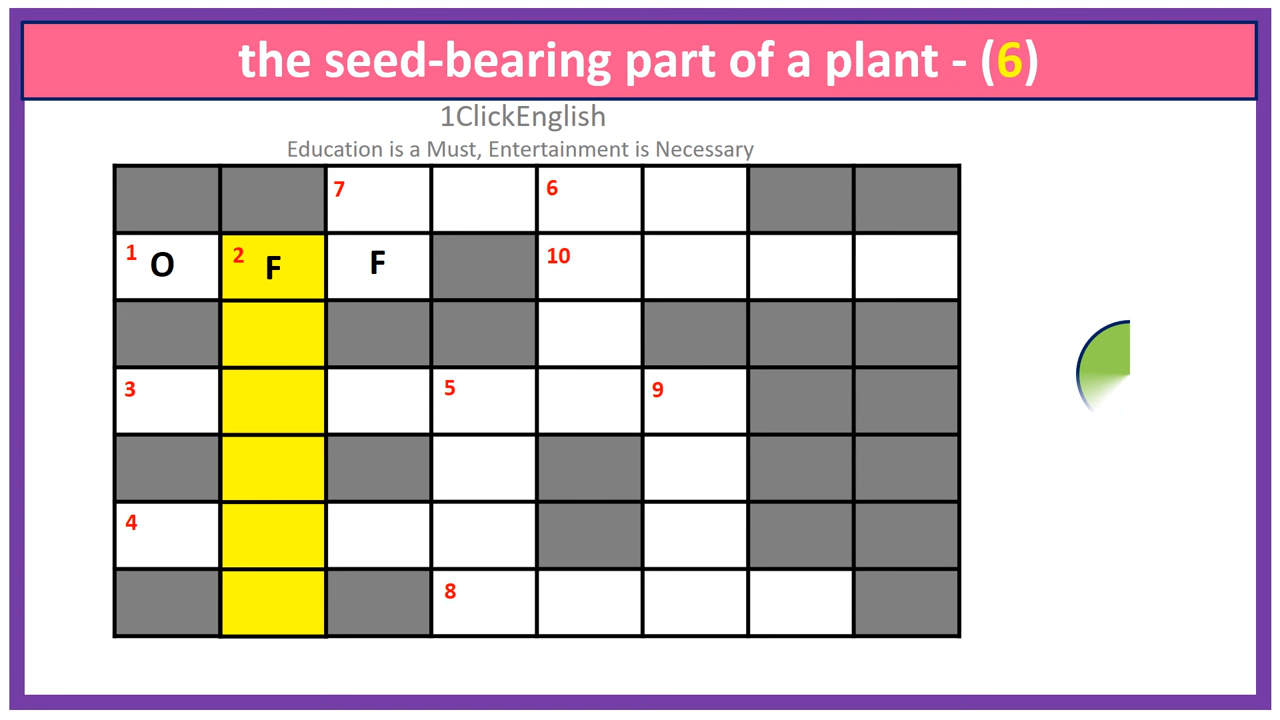 the seed-bearing part of a plant - (6)
1ClickEnglish
Education is a Must, Entertainment is Necessary
7 6
1 O 2 F F 10
3 5 9
4
8